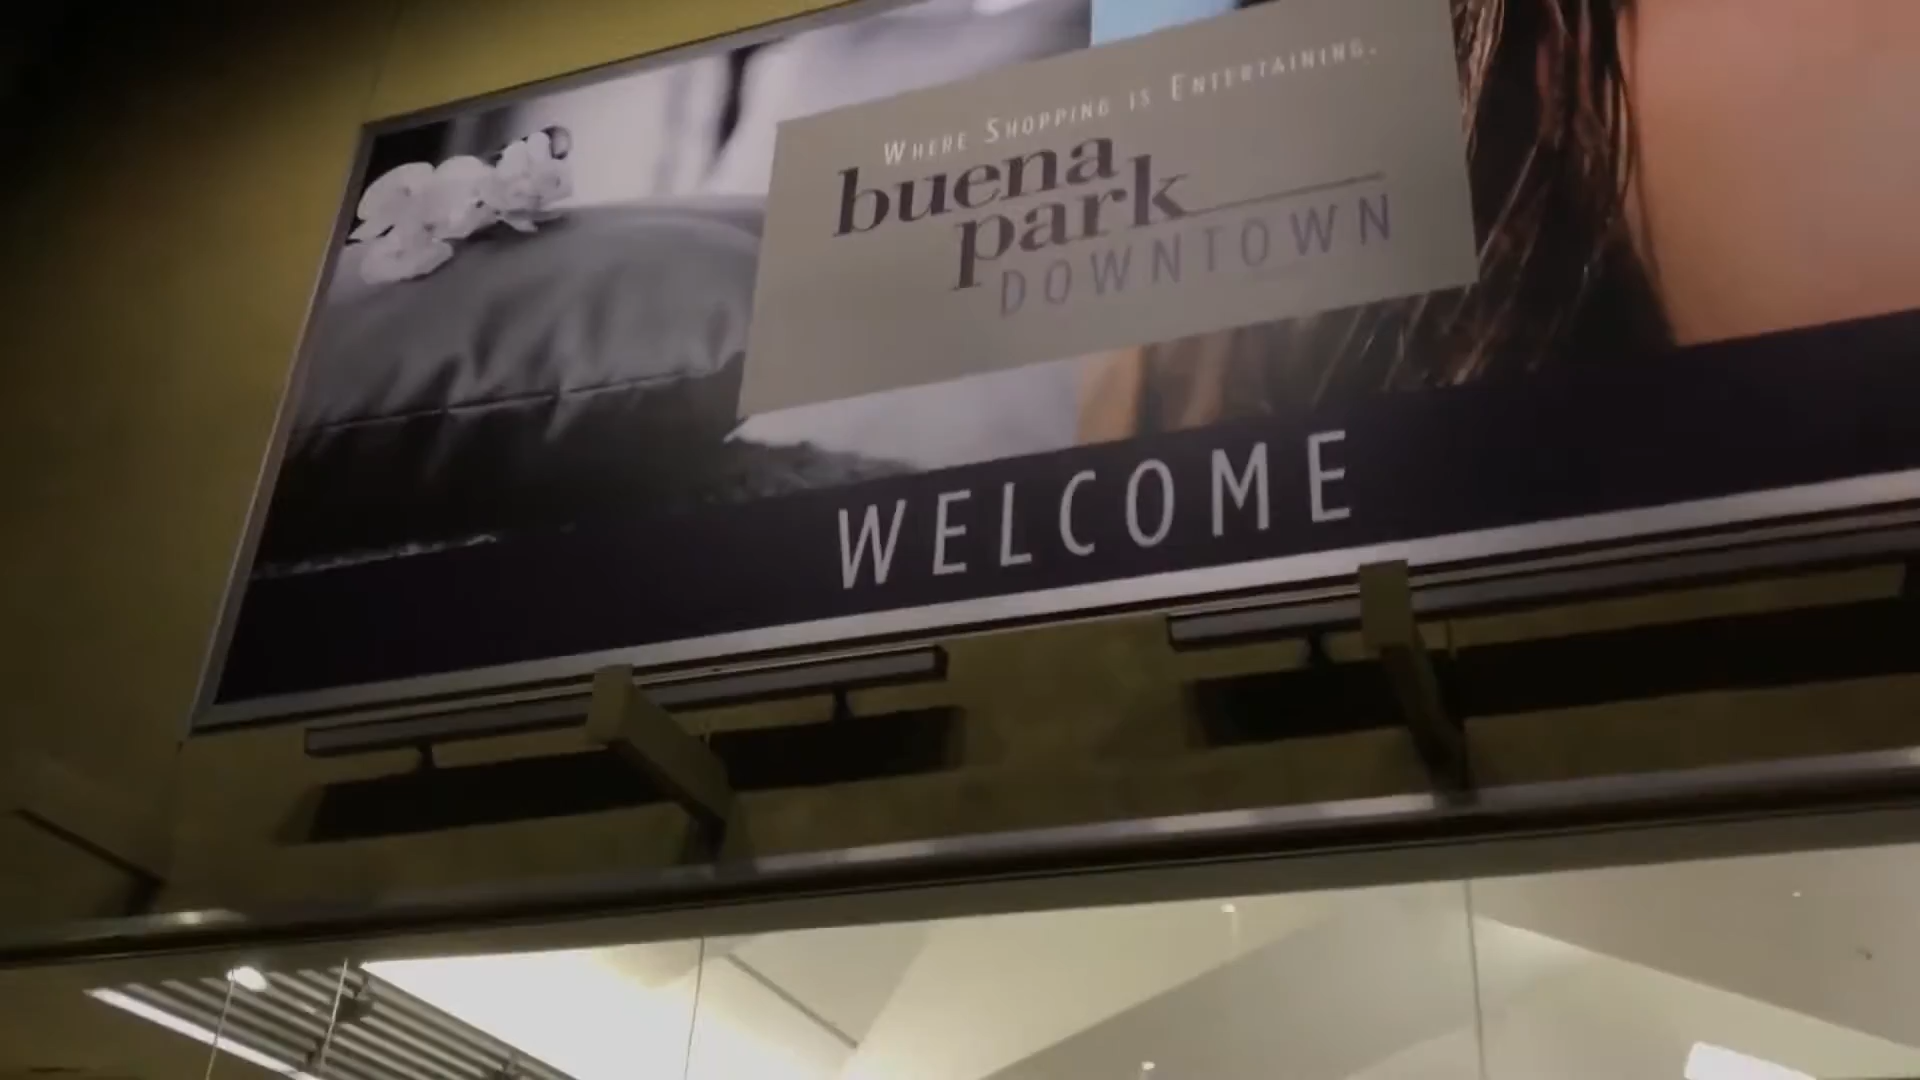 Where Shopping is Entertaining.
buena
park
DOWNTOWN
WELCOME